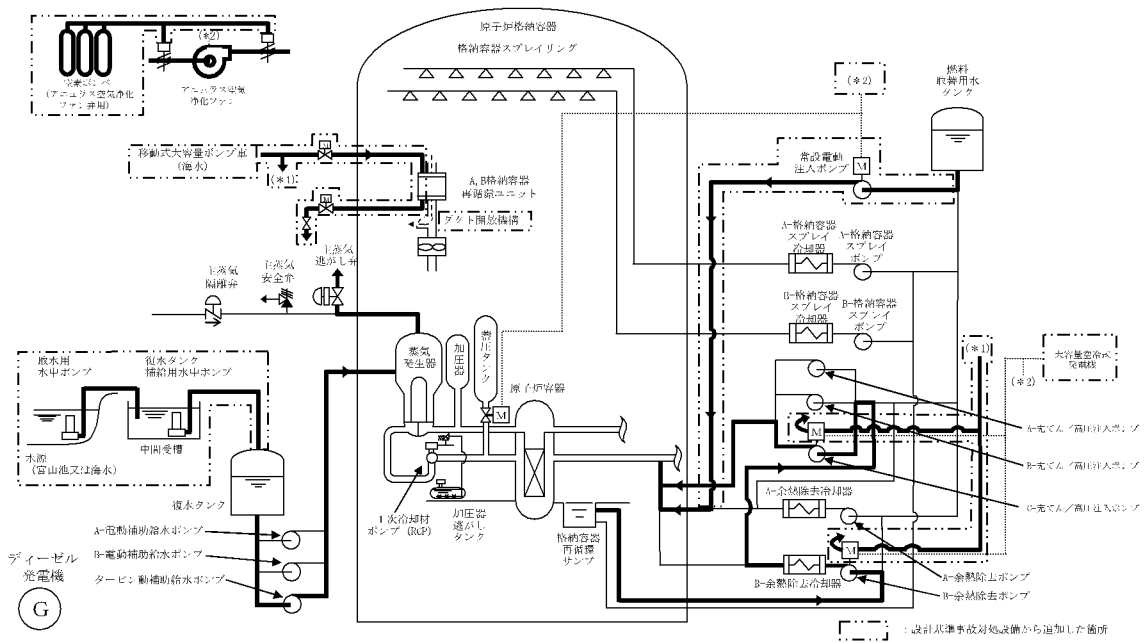 原子炉格納容器
格納容器スプレイリング
(*2)
窒素ボンベ
(アニュラス空気浄化
ファン弁用)
アニュラス空気
浄化ファン
移動式大容量ポンプ車
(海水)
(*1)
M
M
A,B格納容器
再循環ユニット
ダクト開放機構
(*2)
燃料
取替用水
タンク
常設電動
注入ポンプ
M
A-格納容器
スプレイ
冷却器
A-格納容器
スプレイ
ポンプ
B-格納容器
スプレイ
冷却器
B-格納容器
スプレイ
ポンプ
主蒸気
隔離弁
主蒸気
安全弁
主蒸気
逃がし弁
蒸気
発生器
加圧器
蓄圧タンク
M
原子炉容器
取水用
水中ポンプ
復水タンク
補給用水中ポンプ
水源
(宮山池又は海水)
中間受槽
復水タンク
1次冷却材
ポンプ(RCP)
加圧器
逃がし
タンク
格納容器
再循環
サンプ
(*1)
大容量空冷式
発電機
(*2)
M
A-充てん/高圧注入ポンプ
B-充てん/高圧注入ポンプ
C-充てん/高圧注入ポンプ
A-余熱除去冷却器
M
B-余熱除去冷却器
A-余熱除去ポンプ
B-余熱除去ポンプ
A-電動補助給水ポンプ
B-電動補助給水ポンプ
タービン動補助給水ポンプ
ディーゼル
発電機
G
:設計基準事故対処設備から追加した箇所